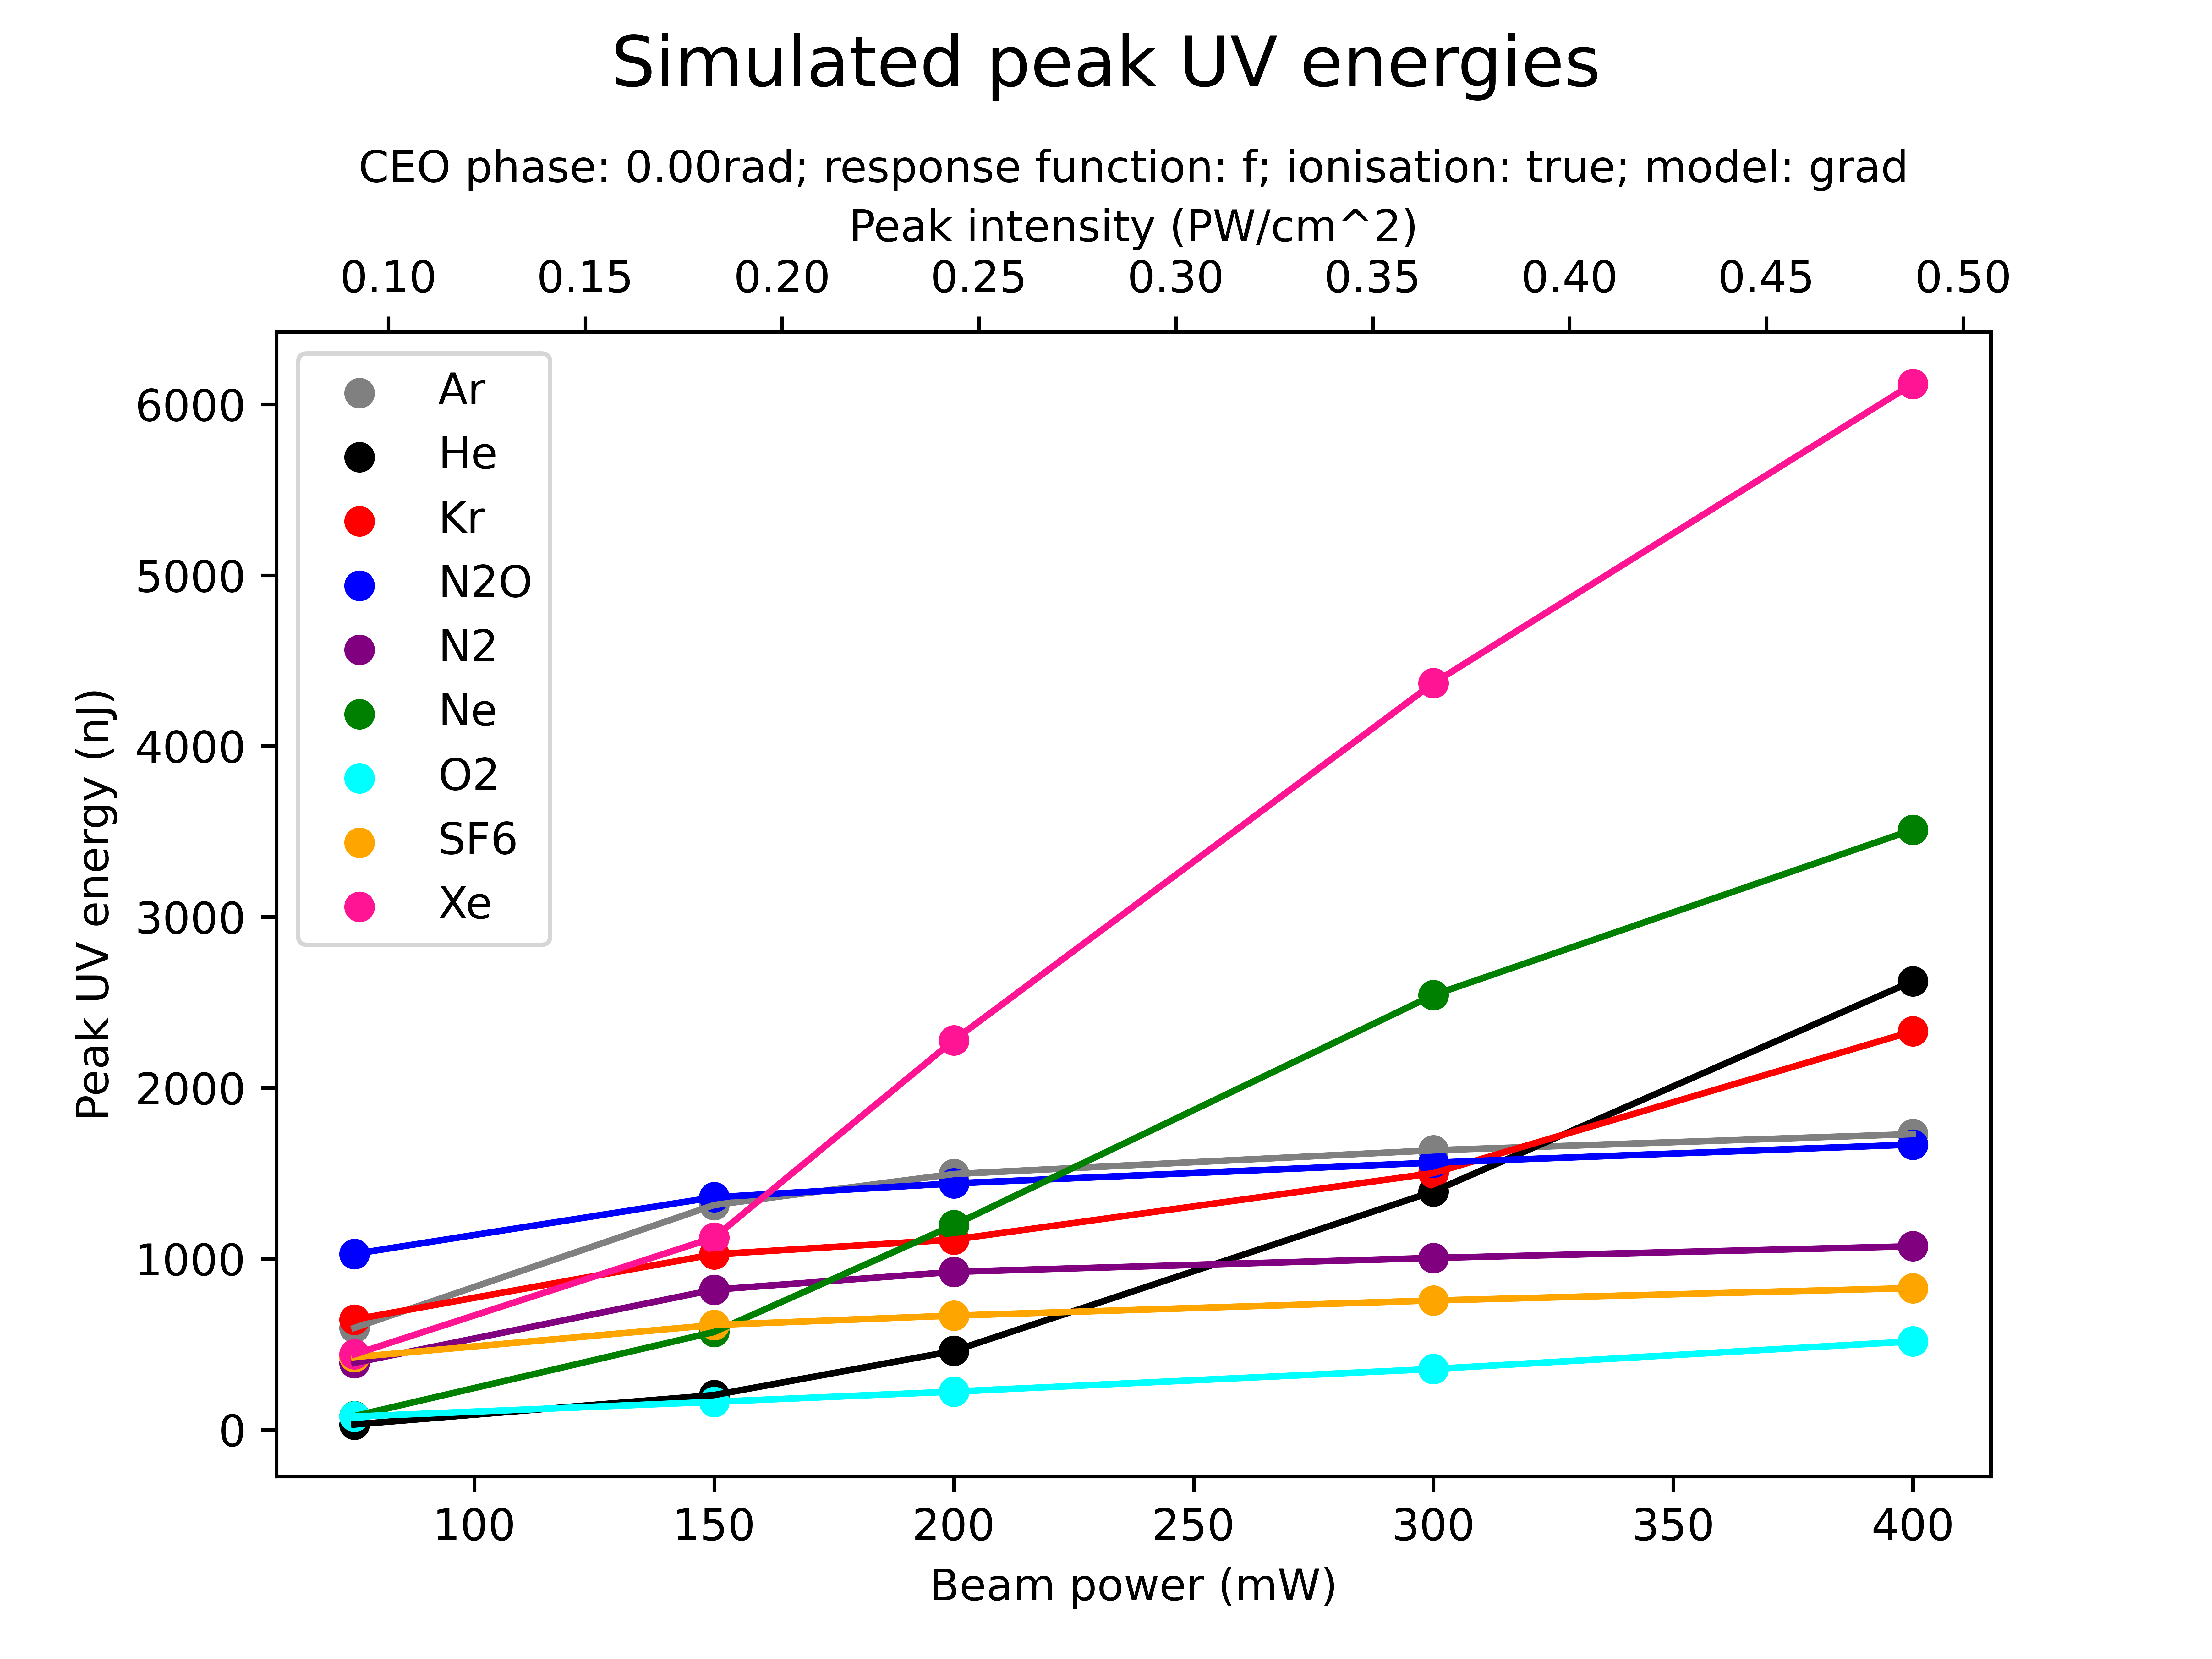 Simulated peak UV energies
CEO phase: 0.00rad; response function: f; ionisation: true; model: grad
Peak intensity (PW/cm^2)
0.10 0.15 0.20 0.25 0.30 0.35 0.40 0.45 0.50
Ar
He
Kr
N2O
N2
Ne
O2
SF6
Xe
Peak UV energy (nJ)
6000
5000
4000
3000
2000
1000
0
100 150 200 250 300 350 400
Beam power (mW)